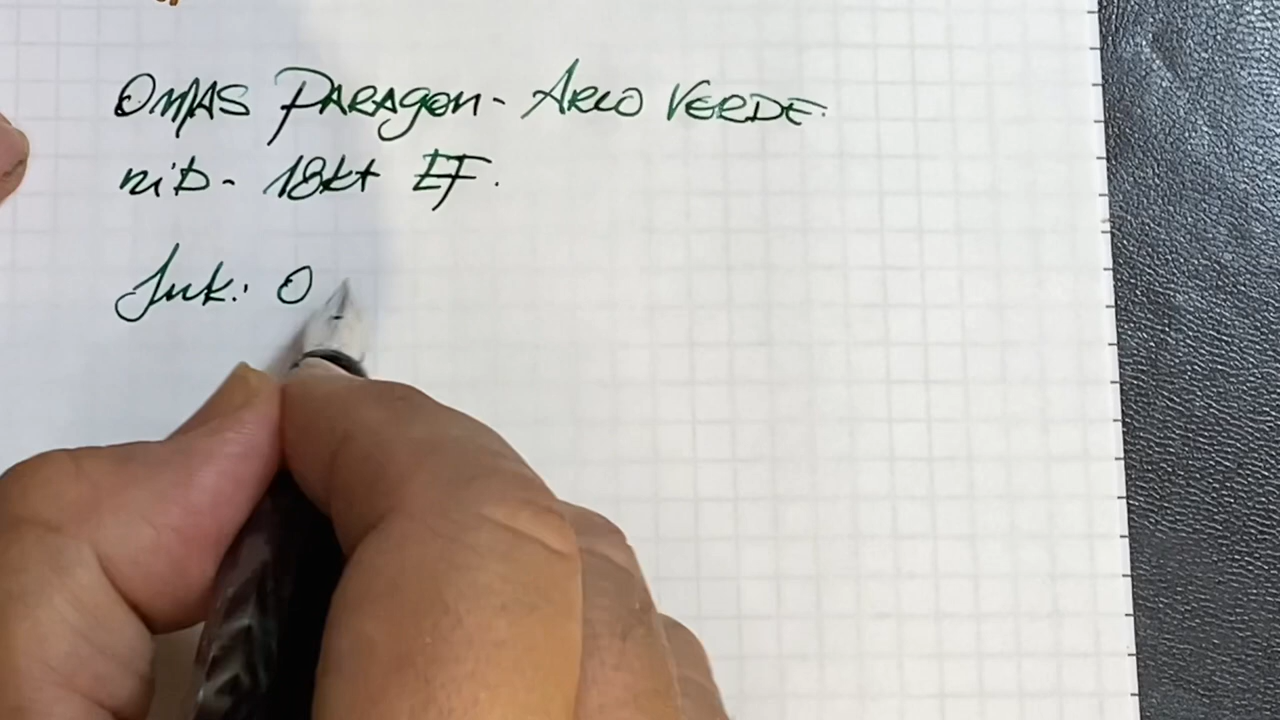 OMAS PARAGON - ARCO VERDE.
nib - 18kt EF.
Ink: O